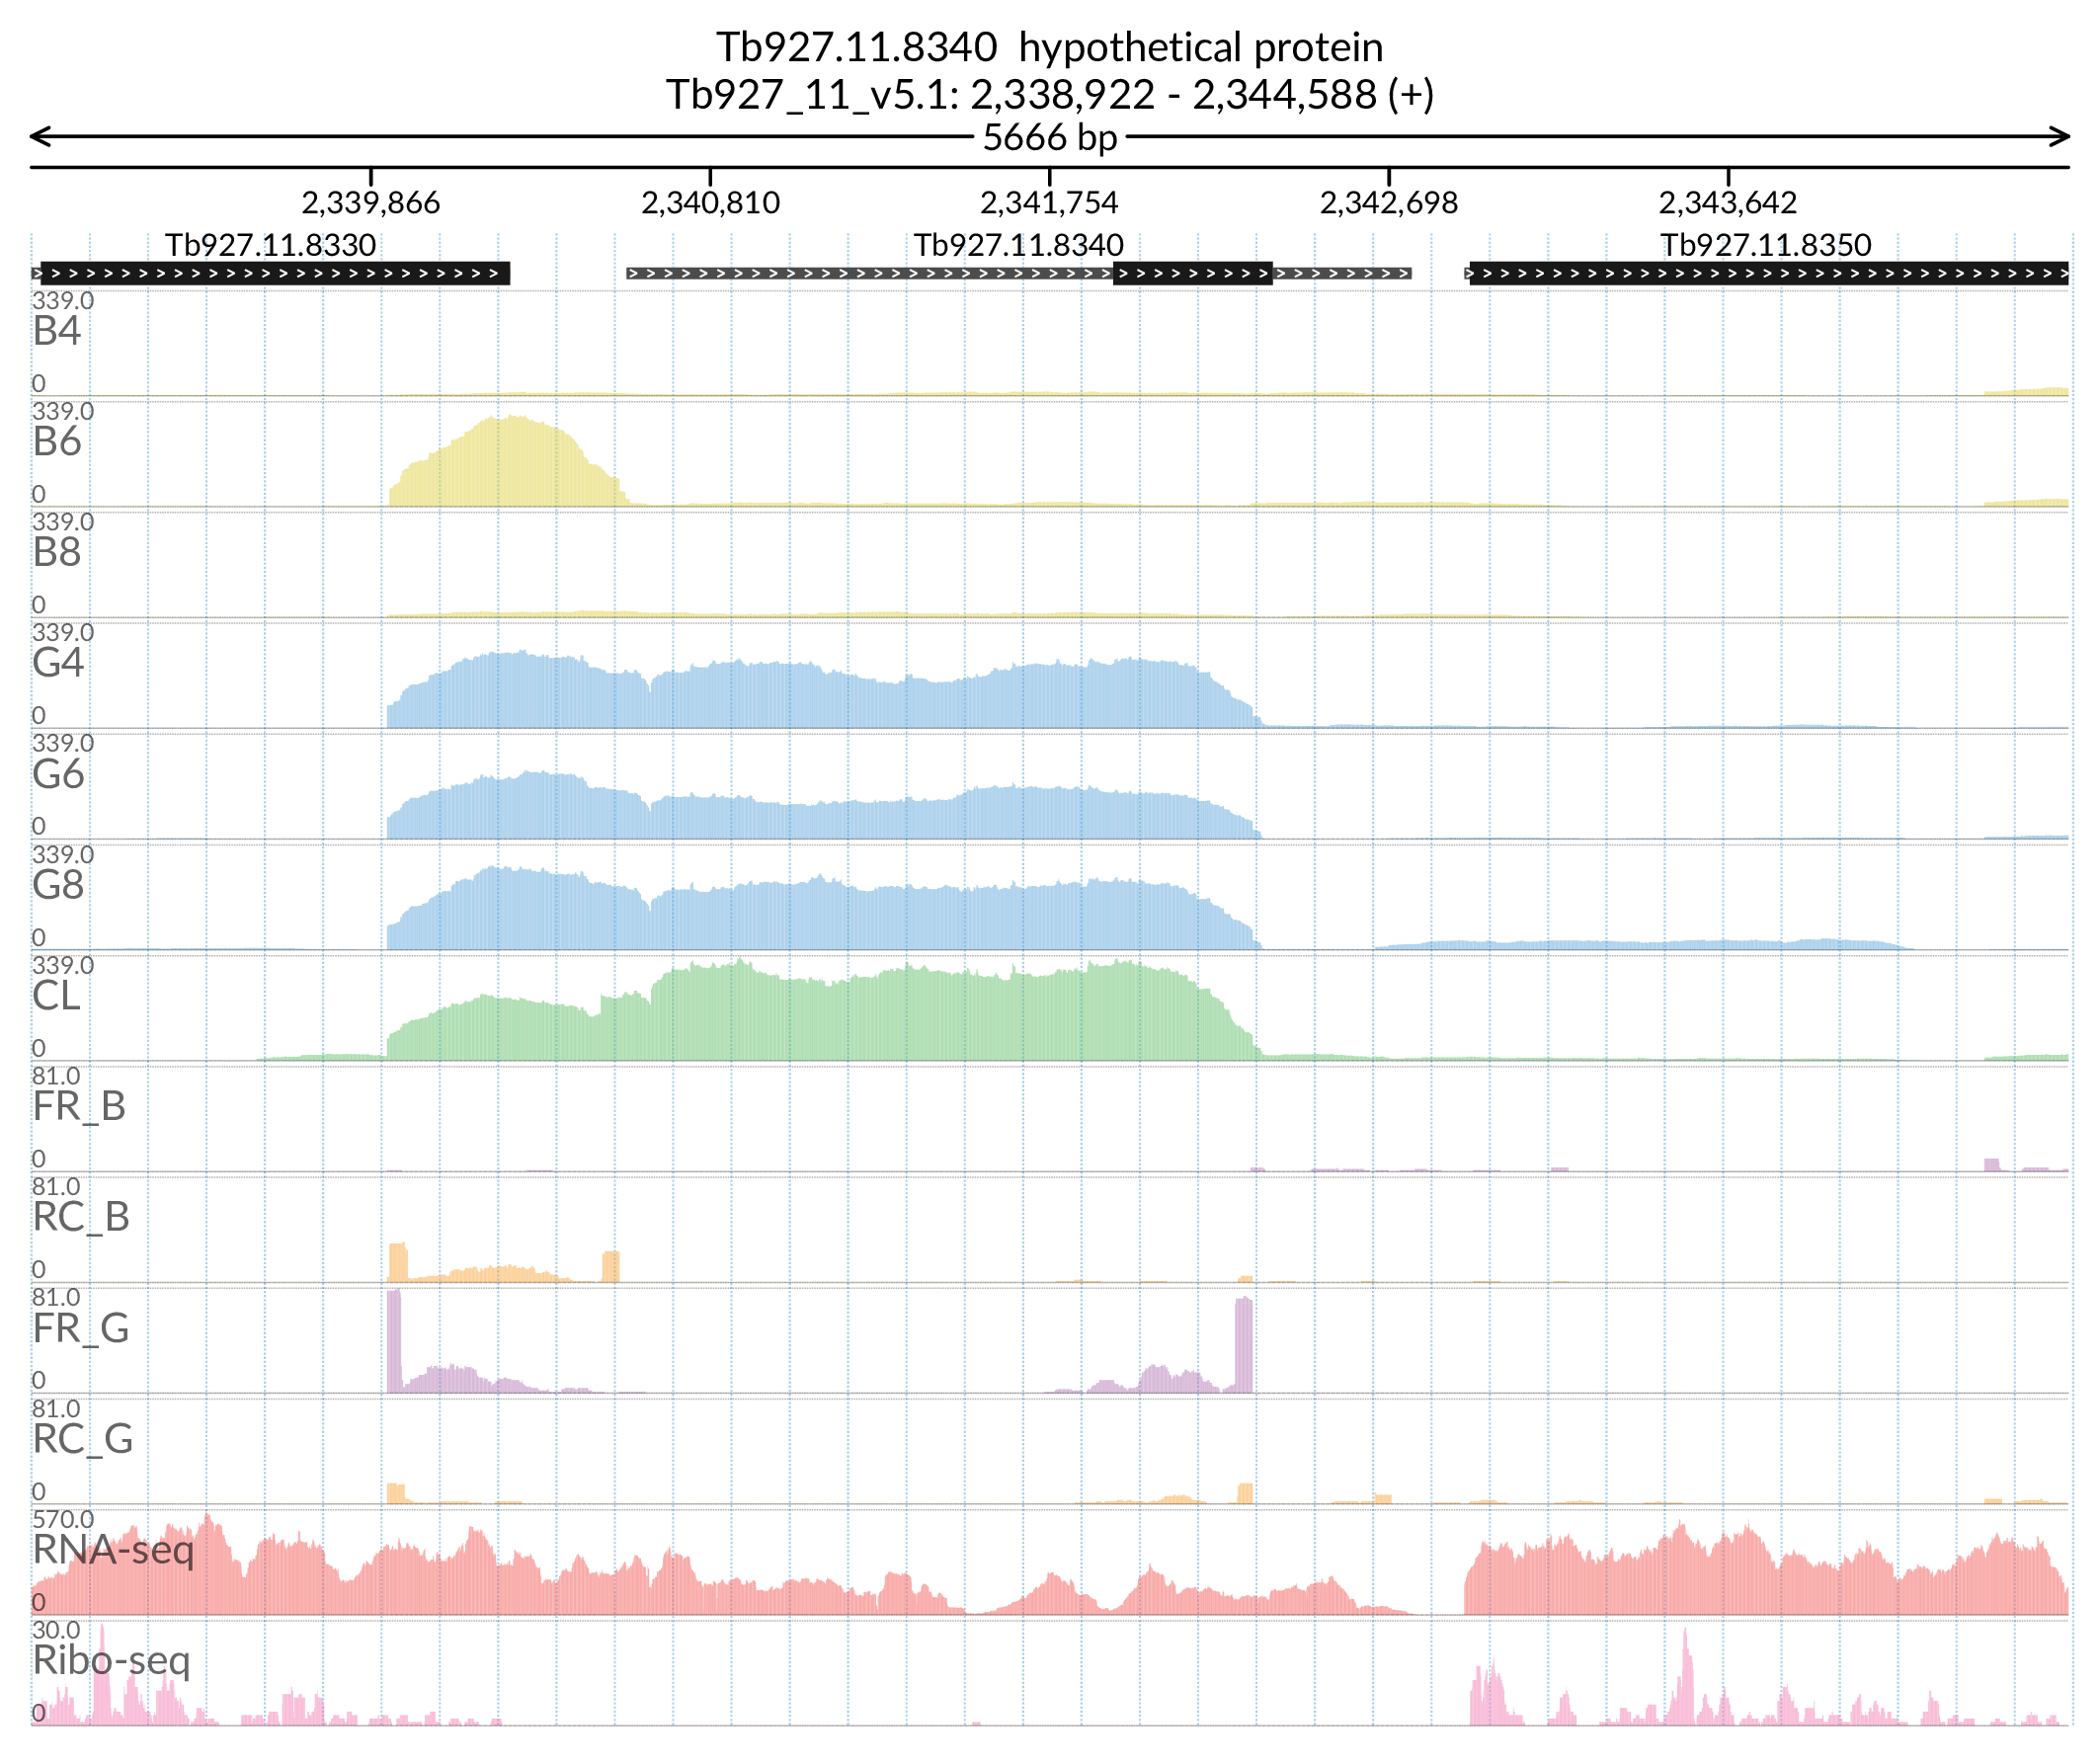 Tb927.11.8340 hypothetical protein
Tb927_11_v5.1: 2,338,922 - 2,344,588 (+)
5666 bp
2,339,866 2,340,810 2,341,754 2,342,698 2,343,642
Tb927.11.8330 Tb927.11.8340 Tb927.11.8350
339.0
B4
0
339.0
B6
0
339.0
B8
0
339.0
G4
0
339.0
G6
0
339.0
G8
0
339.0
CL
0
81.0
FR_B
0
81.0
RC_B
0
81.0
FR_G
0
81.0
RC_G
0
570.0
RNA-seq
0
30.0
Ribo-seq
0